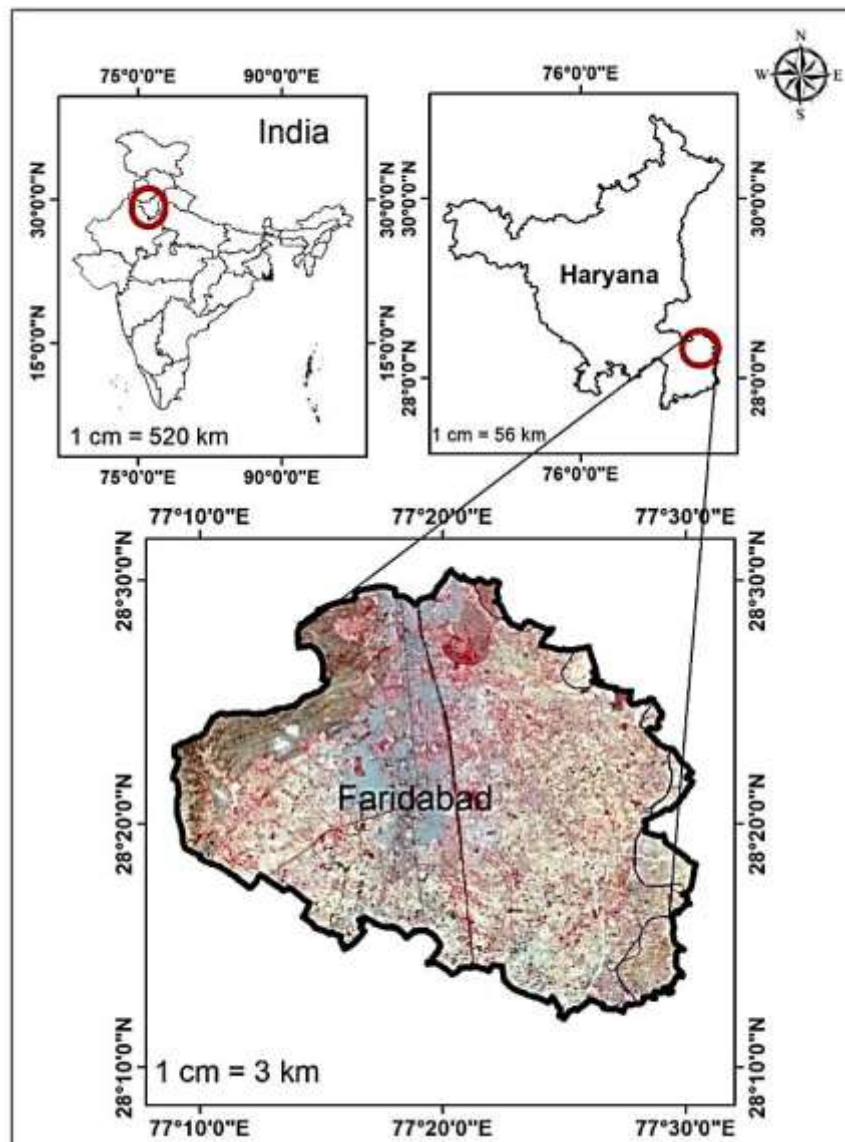 N
W E
S
75°0'0"E 90°0'0"E
India
30°0'0"N
15°0'0"N
30°0'0"N
15°0'0"N
1 cm = 520 km
75°0'0"E 90°0'0"E
76°0'0"E
30°0'0"N
28°0'0"N
Haryana
30°0'0"N
28°0'0"N
1 cm = 56 km
76°0'0"E
77°10'0"E 77°20'0"E 77°30'0"E
28°30'0"N
28°20'0"N
28°10'0"N
Faridabad
28°30'0"N
28°20'0"N
28°10'0"N
1 cm = 3 km
77°10'0"E 77°20'0"E 77°30'0"E